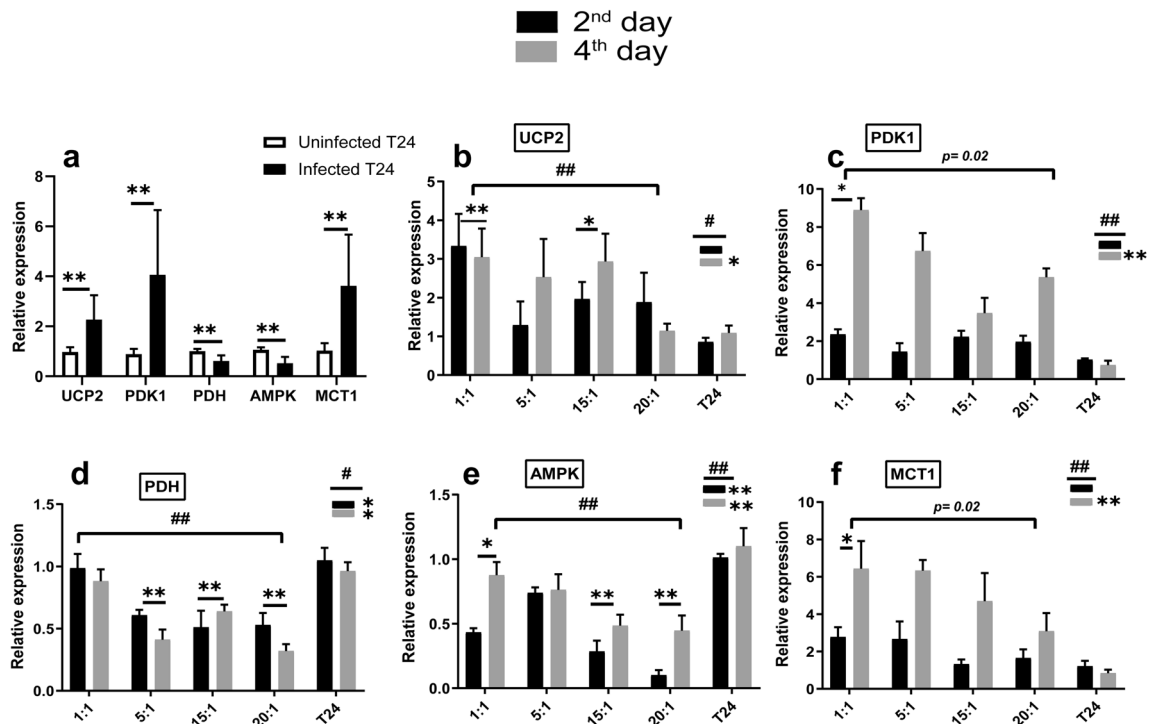 2nd day
4th day
a
Uninfected T24
Infected T24
Relative expression
8
6
4
2
0
**
**
**
**
**
UCP2 PDK1 PDH AMPK MCT1
b
UCP2
Relative expression
5
4
3
2
1
0
##
**
*
#
*
1:1 5:1 15:1 20:1 T24
c
PDK1
p= 0.02
Relative expression
10
8
6
4
2
0
*
##
**
1:1 5:1 15:1 20:1 T24
d
PDH
Relative expression
1.5
1.0
0.5
0.0
##
**
**
**
#
*
*
1:1 5:1 15:1 20:1 T24
e
AMPK
Relative expression
1.5
1.0
0.5
0.0
##
*
**
**
##
**
**
1:1 5:1 15:1 20:1 T24
f
MCT1
Relative expression
10
8
6
4
2
0
p= 0.02
*
##
**
1:1 5:1 15:1 20:1 T24